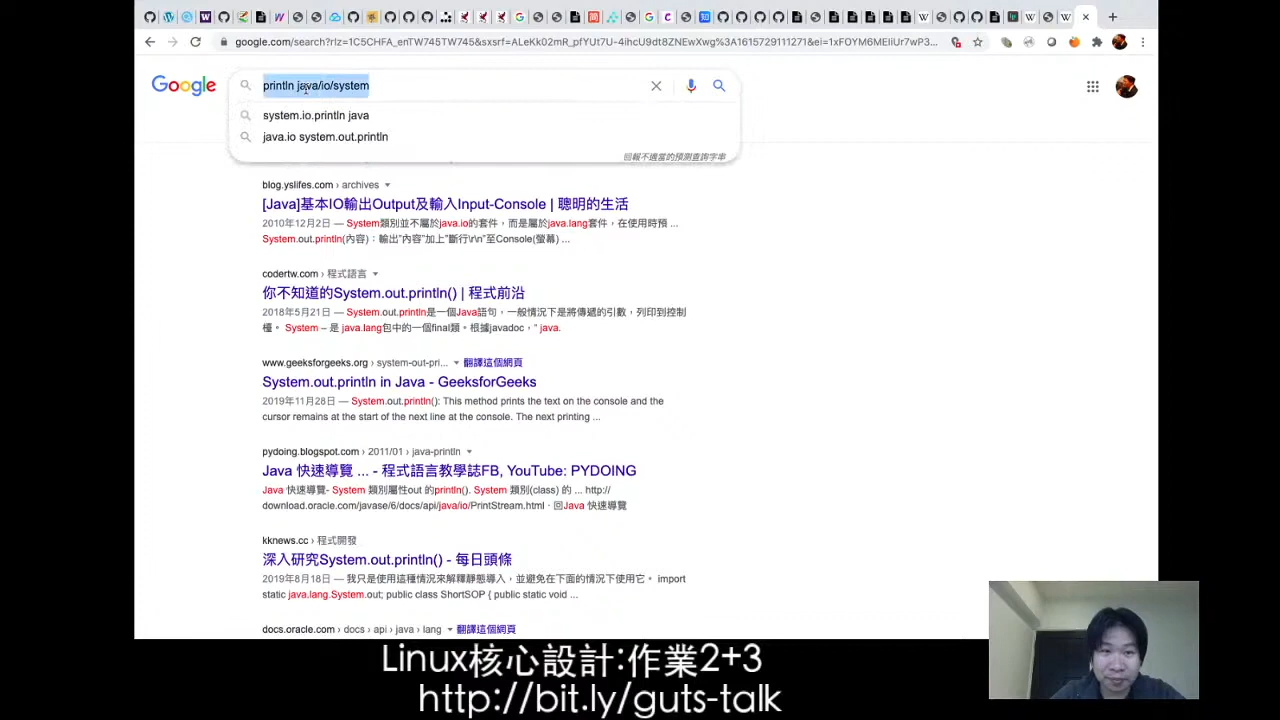 google.com/search?rlz=1C5CHFA_enTW745TW745&sxsrf=ALeKk02mR_pfYUt7U-4ihcU9dt8ZNEwXwg%3A1615729111271&ei=1xFOYM6MEIiUr7wP3...
Google
println java/io/system
system.io.println java
java.io system.out.println
回報不適當的預測查詢字串
blog.yslifes.com › archives
[Java]基本IO輸出Output及輸入Input-Console | 聰明的生活
2010年12月2日 — System類別並不屬於java.io的套件，而是屬於java.lang套件，在使用時預 ...
System.out.println(內容)：輸出"內容"加上"斷行\r\n"至Console(螢幕) ...
codertw.com › 程式語言
你不知道的System.out.println() | 程式前沿
2018年5月21日 — System.out.println是一個Java語句，一般情況下是將傳遞的引數，列印到控制
檯。 System – 是 java.lang包中的一個final類。根據javadoc，" java.
www.geeksforgeeks.org › system-out-pri... 翻譯這個網頁
System.out.println in Java - GeeksforGeeks
2019年11月28日 — System.out.println(): This method prints the text on the console and the
cursor remains at the start of the next line at the console. The next printing ...
pydoing.blogspot.com › 2011/01 › java-println
Java 快速導覽 ... - 程式語言教學誌FB, YouTube: PYDOING
Java 快速導覽- System 類別屬性out 的println(). System 類別(class) 的 ... http://
download.oracle.com/javase/6/docs/api/java/io/PrintStream.html · 回Java 快速導覽
kknews.cc › 程式開發
深入研究System.out.println() - 每日頭條
2019年8月18日 — 我只是使用這種情況來解釋靜態導入，並避免在下面的情況下使用它。 import
static java.lang.System.out; public class ShortSOP { public static void ...
docs.oracle.com › docs › api › java › lang 翻譯這個網頁
Linux核心設計:作業2+3
http://bit.ly/guts-talk